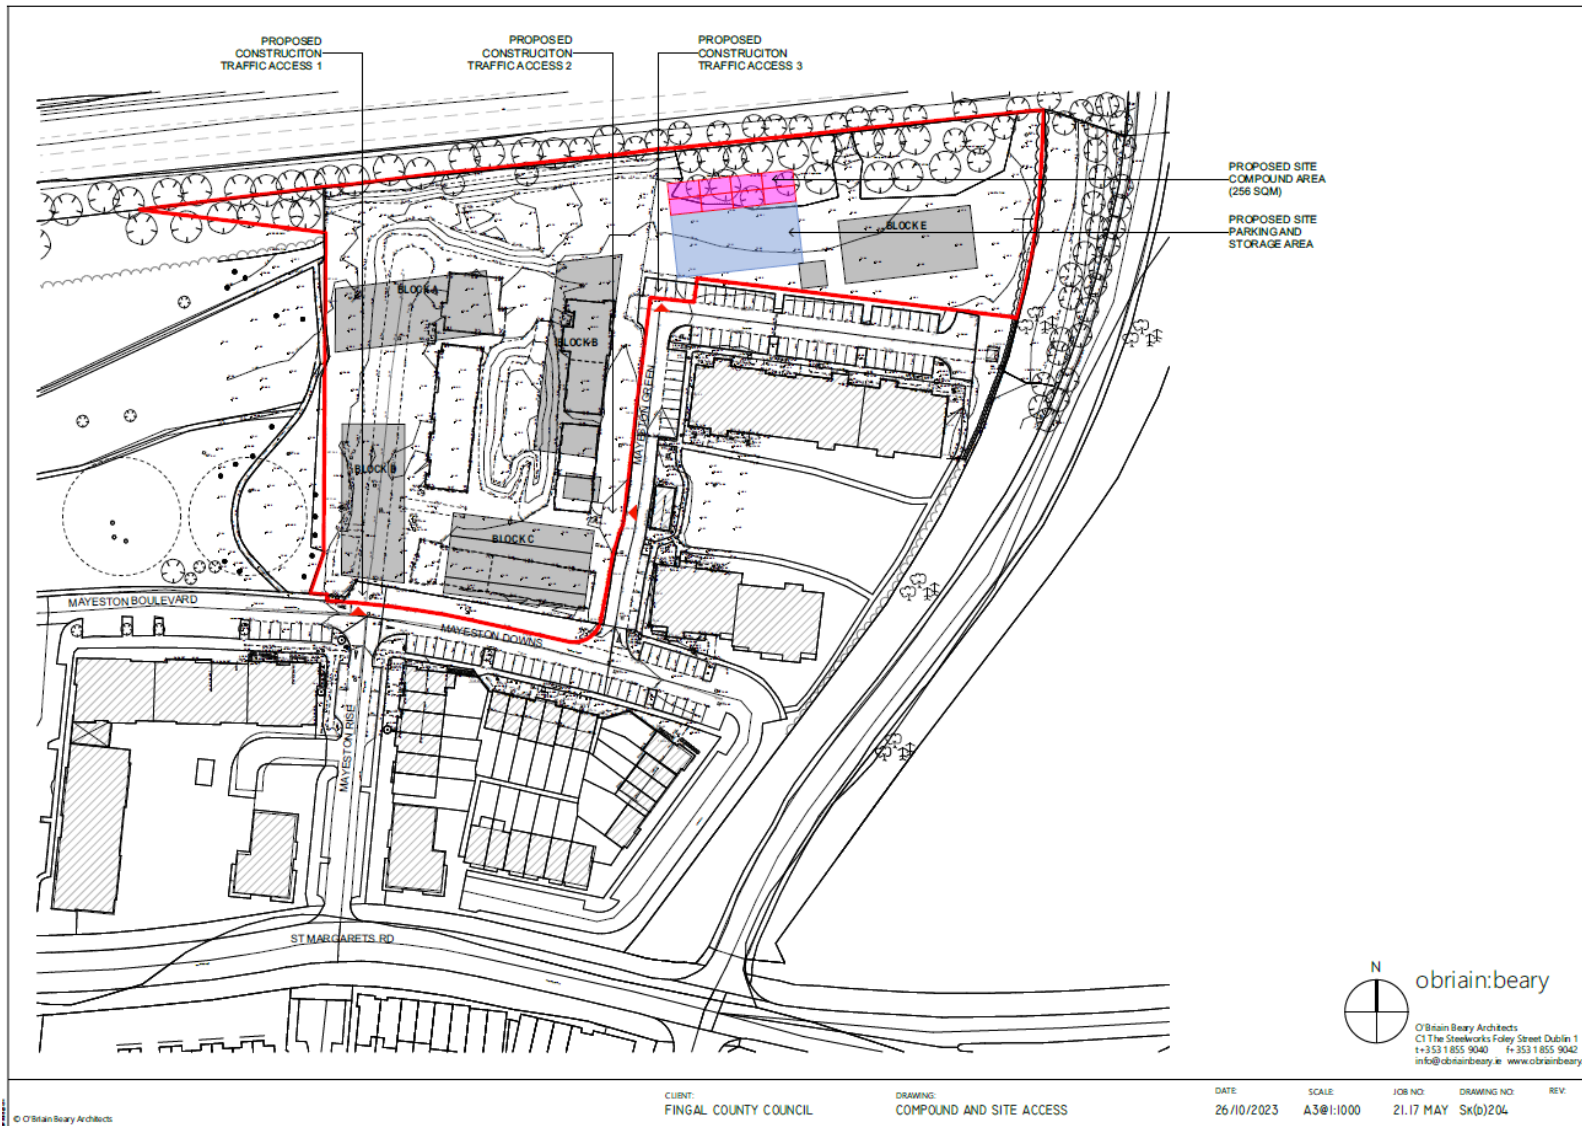 PROPOSED
CONSTRUCITON
TRAFFIC ACCESS 1
PROPOSED
CONSTRUCITON
TRAFFIC ACCESS 2
PROPOSED
CONSTRUCITON
TRAFFIC ACCESS 3
PROPOSED SITE
COMPOUND AREA
(256 SQM)
PROPOSED SITE
PARKING AND
STORAGE AREA
BLOCK E
BLOCK A
BLOCK B
MAYESTON GREEN
BLOCK D
BLOCK C
MAYESTON BOULEVARD
MAYESTON DOWNS
MAYESTON RISE
ST MARGARETS RD
N
obriain:beary
O'Briain Beary Architects
C1 The Steelworks Foley Street Dublin 1
t+353 1 855 9040 f+353 1 855 9042
info@obriainbeary.ie www.obriainbeary
© O'Briain Beary Architects
CLIENT:
FINGAL COUNTY COUNCIL
DRAWING:
COMPOUND AND SITE ACCESS
DATE:
26/10/2023
SCALE:
A3@1:1000
JOB NO:
21.17 MAY
DRAWING NO:
SK(D)204
REV: